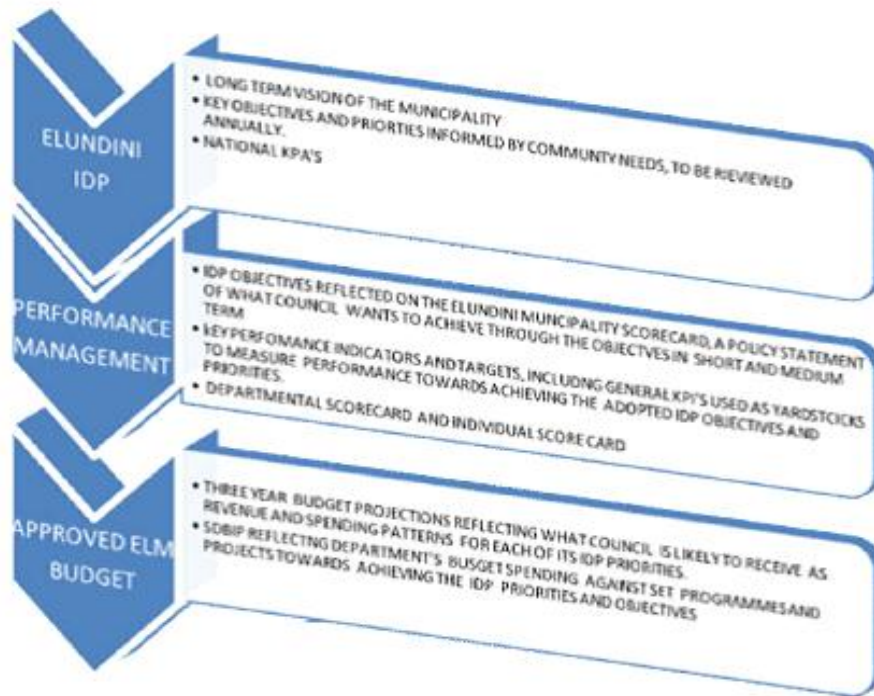 ELUNDINI
IDP
• LONG TERM VISION OF THE MUNICIPALITY
• KEY OBJECTIVES AND PRIORTIES INFORMED BY COMMUNTY NEEDS, TO BE RIEVIEWED
ANNUALLY.
• NATIONAL KPA'S
PERFORMANCE
MANAGEMENT
• IDP OBJECTIVES REFLECTED ON THE ELUNDINI MUNICIPALITY SCORECARD, A POLICY STATEMENT
OF WHAT COUNCIL WANTS TO ACHIEVE THROUGH THE OBJECTVES IN SHORT AND MEDIUM
TERM
• kEY PERFOMANCE INDICATORS AND TARGETS, INCLUDNG GENERAL KPI'S USED AS YARDSTCICKS
TO MEASURE PERFORMANCE TOWARDS ACHIEVING THE ADOPTED IDP OBJECTIVES AND
PRIORITIES.
• DEPARTMENTAL SCORECARD AND INDIVIDUAL SCORE CARD
APPROVED ELM
BUDGET
• THREE YEAR BUDGET PROJECTIONS REFLECTING WHAT COUNCIL IS LIKELY TO RECEIVE AS
REVENUE AND SPENDING PATTERNS FOR EACH OF ITS IDP PRIORITIES.
• SDBIP REFLECTNG DEPARTMENT'S BUSGET SPENDING AGAINST SET PROGRAMMES AND
PROJECTS TOWARDS ACHIEVING THE IDP PRIORITIES AND OBJECTIVES